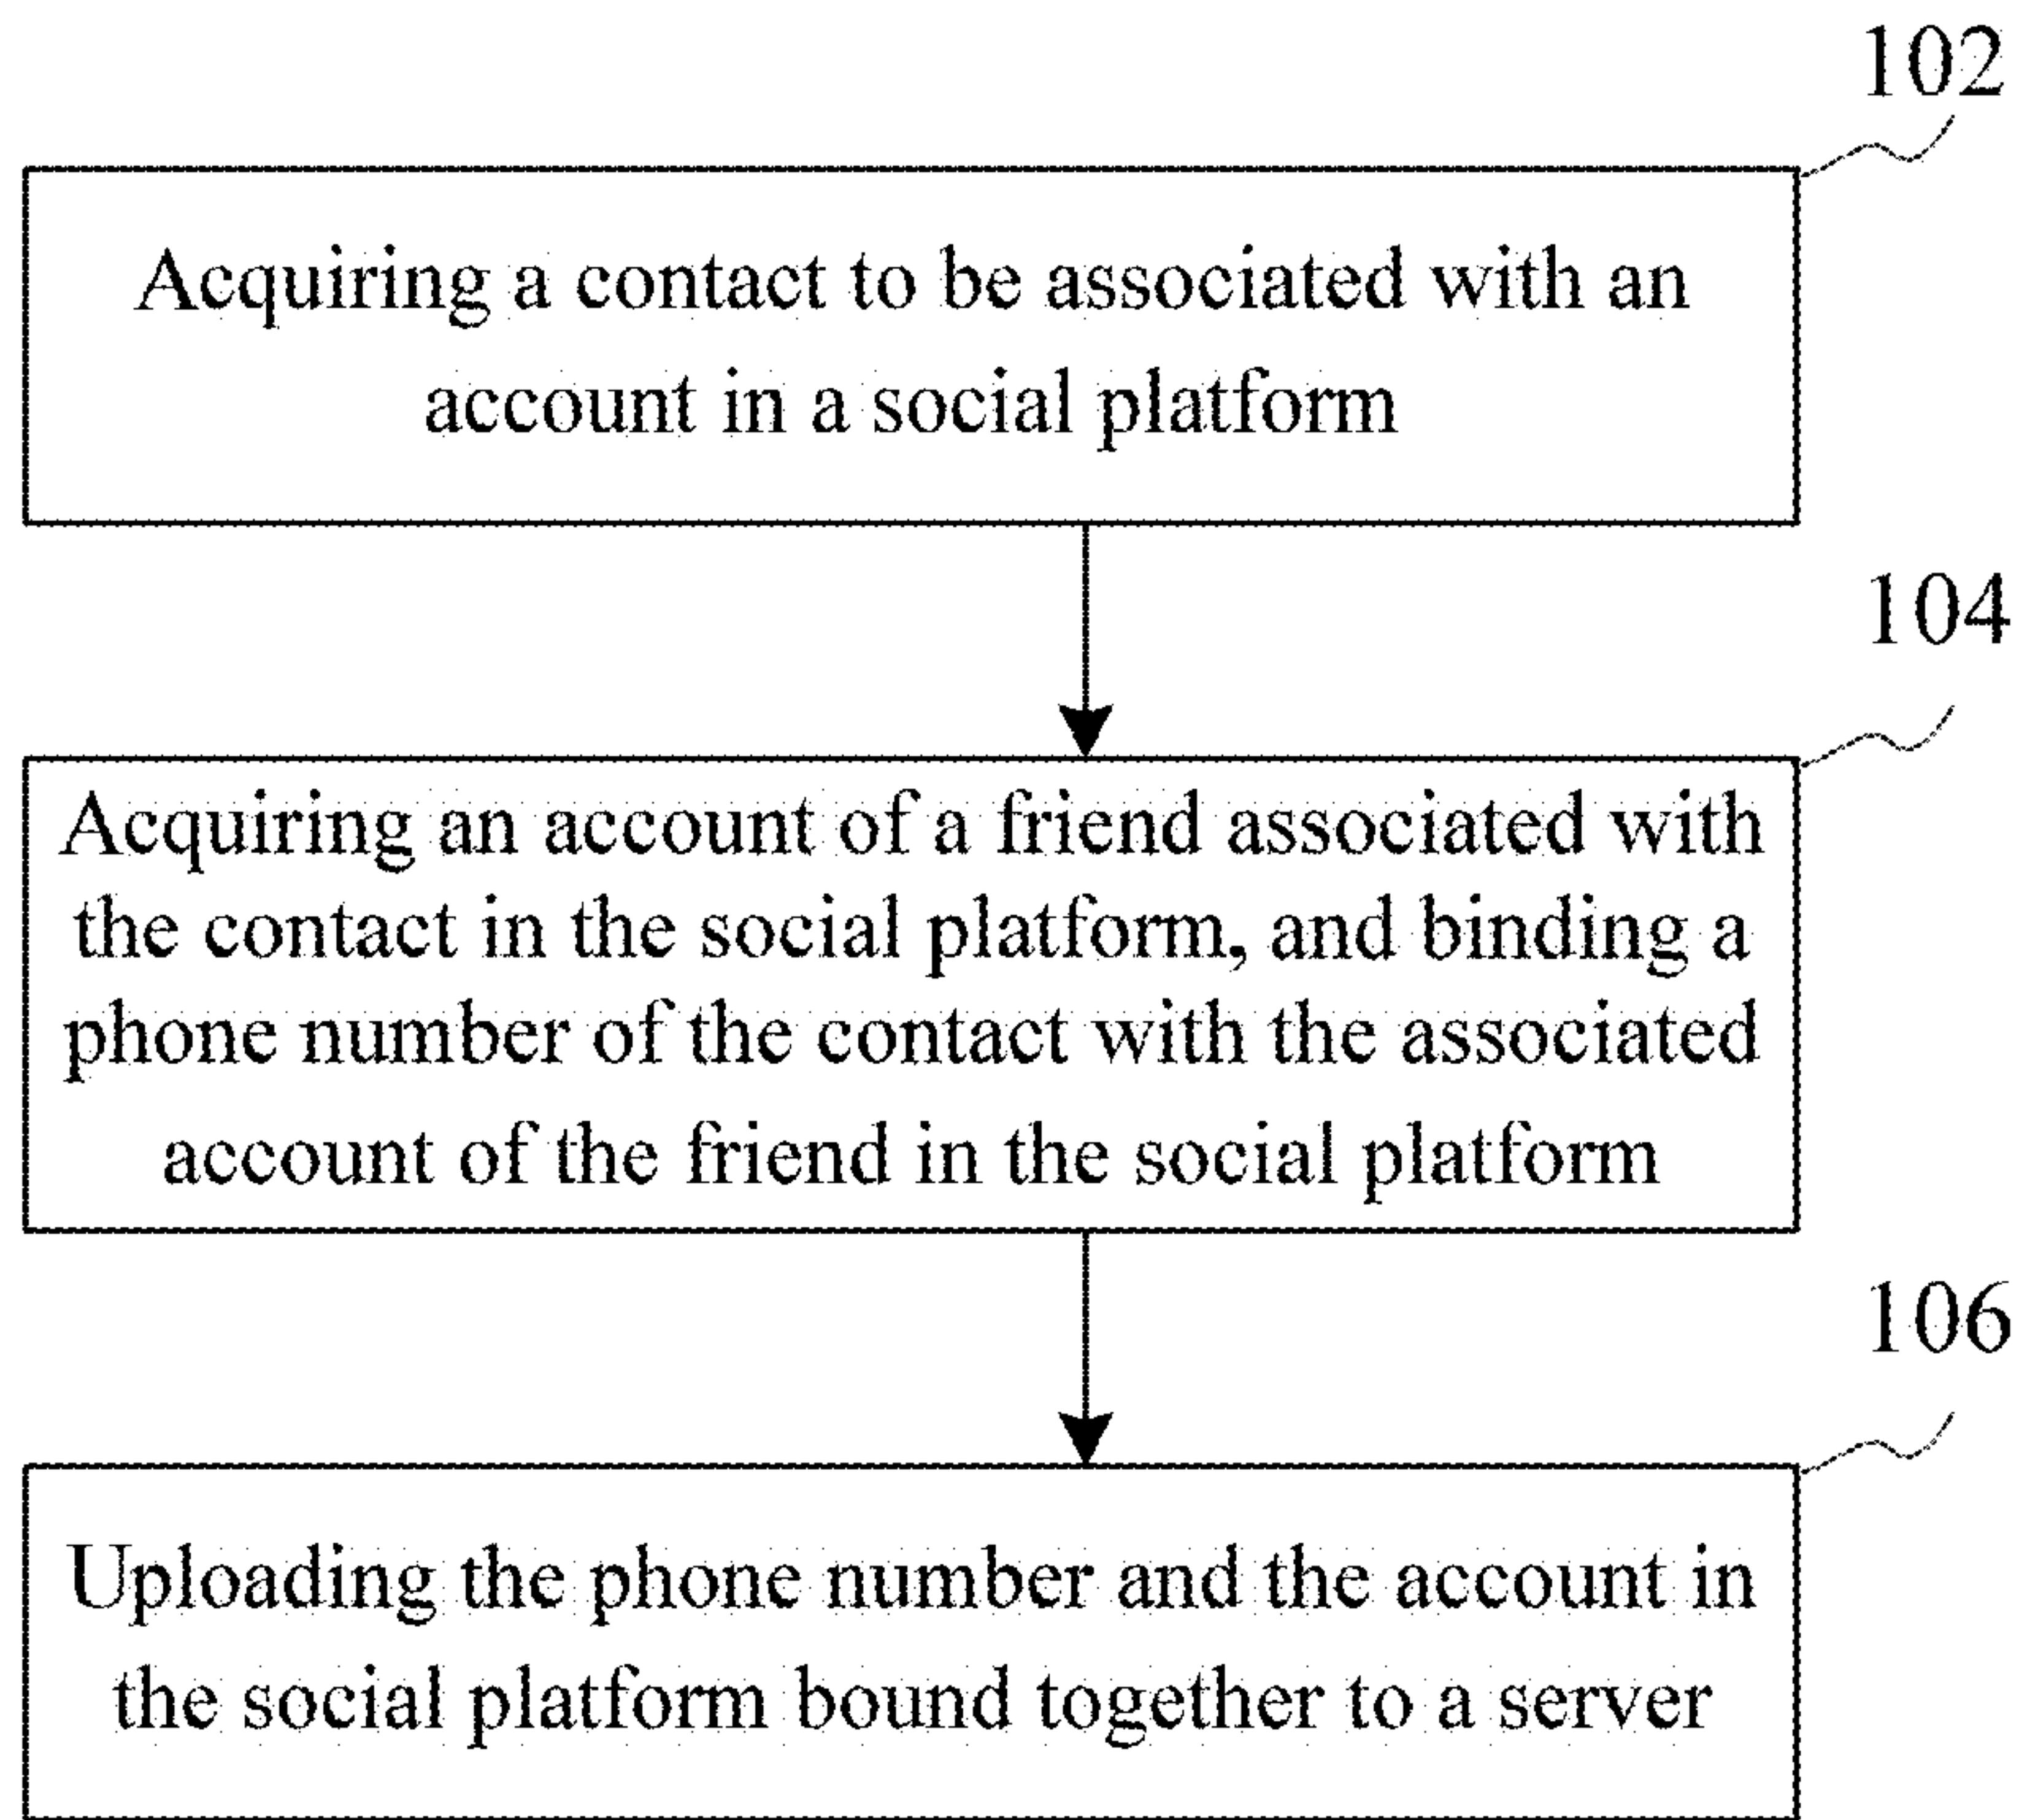 102
Acquiring a contact to be associated with an
account in a social platform
104
Acquiring an account of a friend associated with
the contact in the social platform, and binding a
phone number of the contact with the associated
account of the friend in the social platform
106
Uploading the phone number and the account in
the social platform bound together to a server